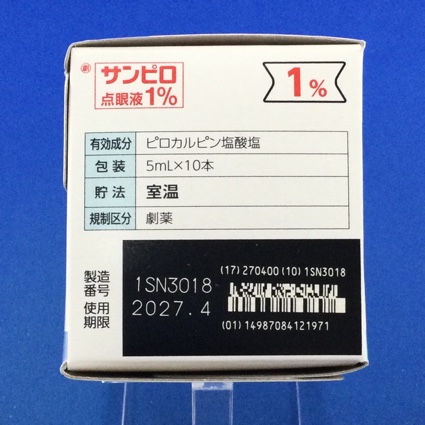 劇 サンピロ
点眼液1%
1%
有効成分 ピロカルピン塩酸塩
包装 5mL×10本
貯法 室温
規制区分 劇薬
製造番号 1SN3018
使用期限 2027.4
(17)270400(10)1SN3018
(01)14987084121971